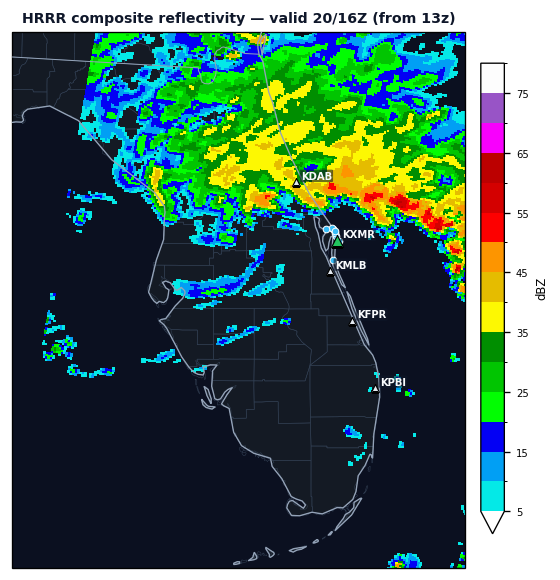 HRRR composite reflectivity — valid 20/16Z (from 13z)
KDAB
KXMR
KMLB
KFPR
KPBI
75
65
55
45
35
25
15
5
dBZ